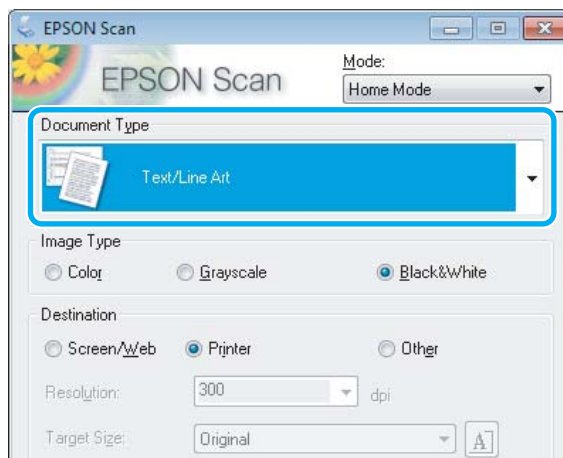 EPSON Scan
EPSON Scan
Mode:
Home Mode
Document Type
Text/Line Art
Image Type
Color Grayscale Black&White
Destination
Screen/Web Printer Other
Resolution: 300 dpi
Target Size: Original A